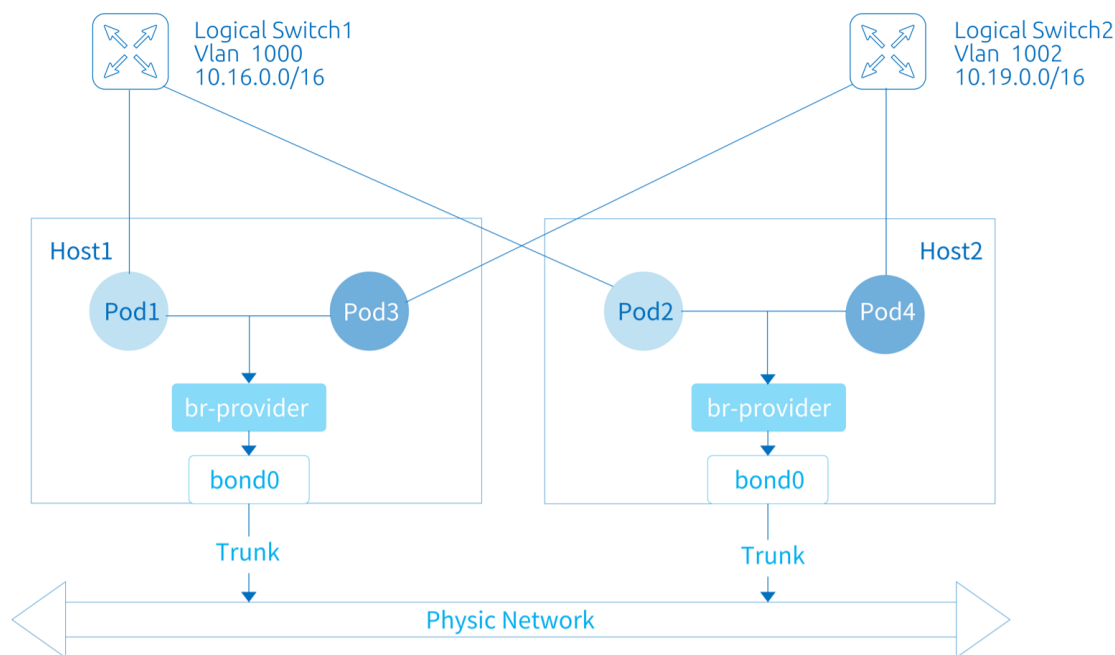 Logical Switch1
Vlan 1000
10.16.0.0/16
Logical Switch2
Vlan 1002
10.19.0.0/16
Host1
Host2
Pod1
Pod3
Pod2
Pod4
br-provider
br-provider
bond0
bond0
Trunk
Trunk
Physic Network